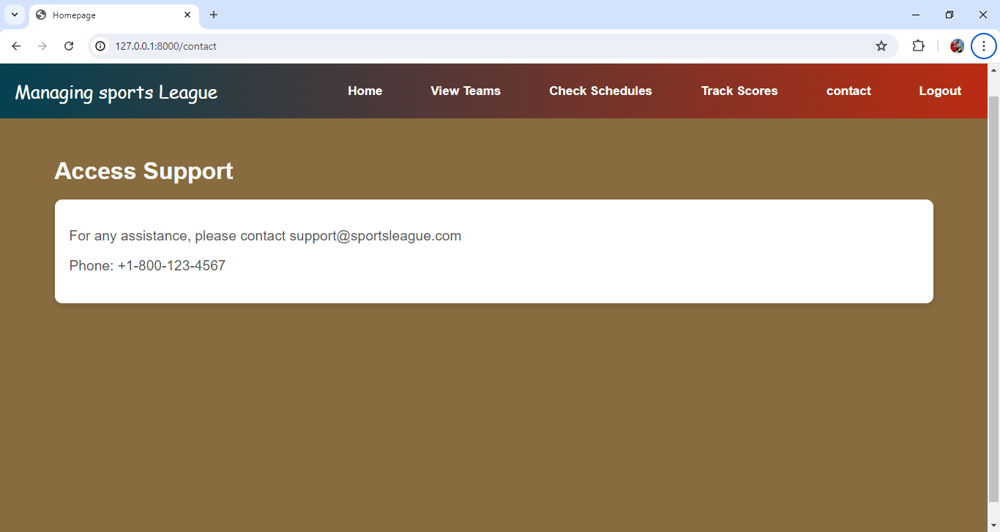 Homepage
127.0.0.1:8000/contact
Managing sports League
Home
View Teams
Check Schedules
Track Scores
contact
Logout
Access Support
For any assistance, please contact support@sportsleague.com
Phone: +1-800-123-4567